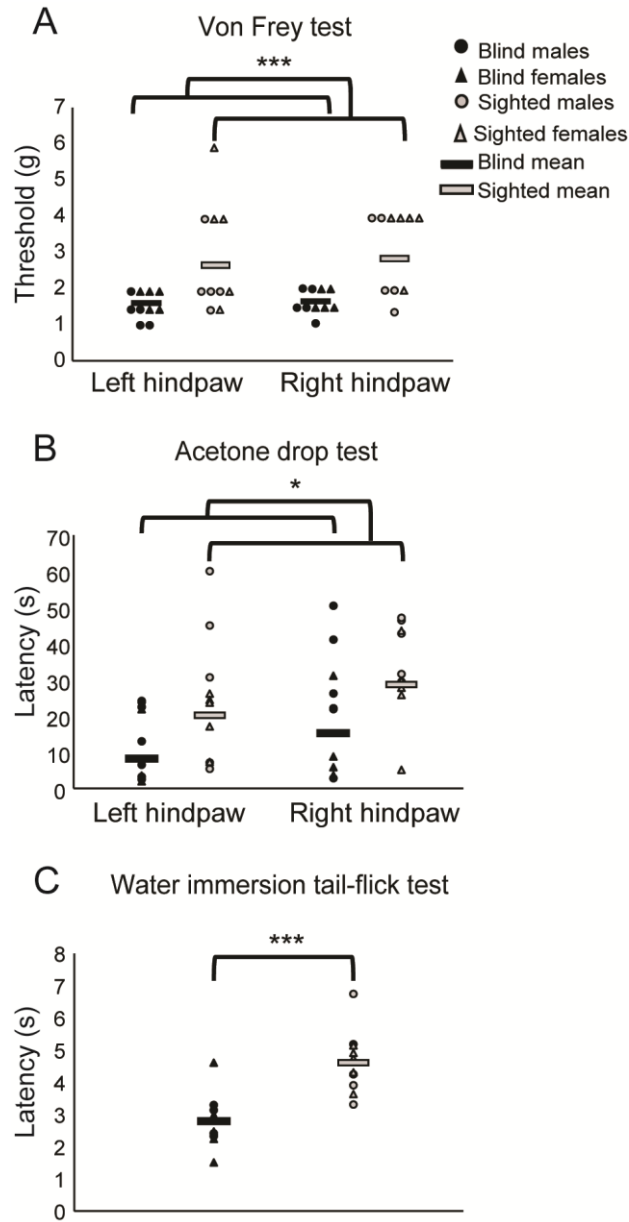 A
Von Frey test
Blind males
Blind females
Sighted males
Sighted females
Blind mean
Sighted mean
***
7
6
5
4
3
2
1
0
Threshold (g)
Left hindpaw
Right hindpaw
B
Acetone drop test
*
70
60
50
40
30
20
10
0
Latency (s)
Left hindpaw
Right hindpaw
C
Water immersion tail-flick test
***
8
7
6
5
4
3
2
1
0
Latency (s)